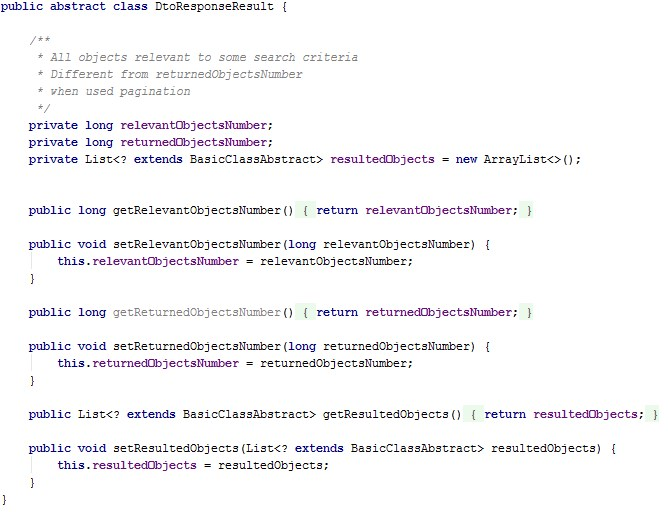 public abstract class DtoResponseResult {
/**
* All objects relevant to some search criteria
* Different from returnedObjectsNumber
* when used pagination
*/
private long relevantObjectsNumber;
private long returnedObjectsNumber;
private List<? extends BasicClassAbstract> resultedObjects = new ArrayList<>();
public long getRelevantObjectsNumber() { return relevantObjectsNumber; }
public void setRelevantObjectsNumber(long relevantObjectsNumber) {
this.relevantObjectsNumber = relevantObjectsNumber;
}
public long getReturnedObjectsNumber() { return returnedObjectsNumber; }
public void setReturnedObjectsNumber(long returnedObjectsNumber) {
this.returnedObjectsNumber = returnedObjectsNumber;
}
public List<? extends BasicClassAbstract> getResultedObjects() { return resultedObjects; }
public void setResultedObjects(List<? extends BasicClassAbstract> resultedObjects) {
this.resultedObjects = resultedObjects;
}
}